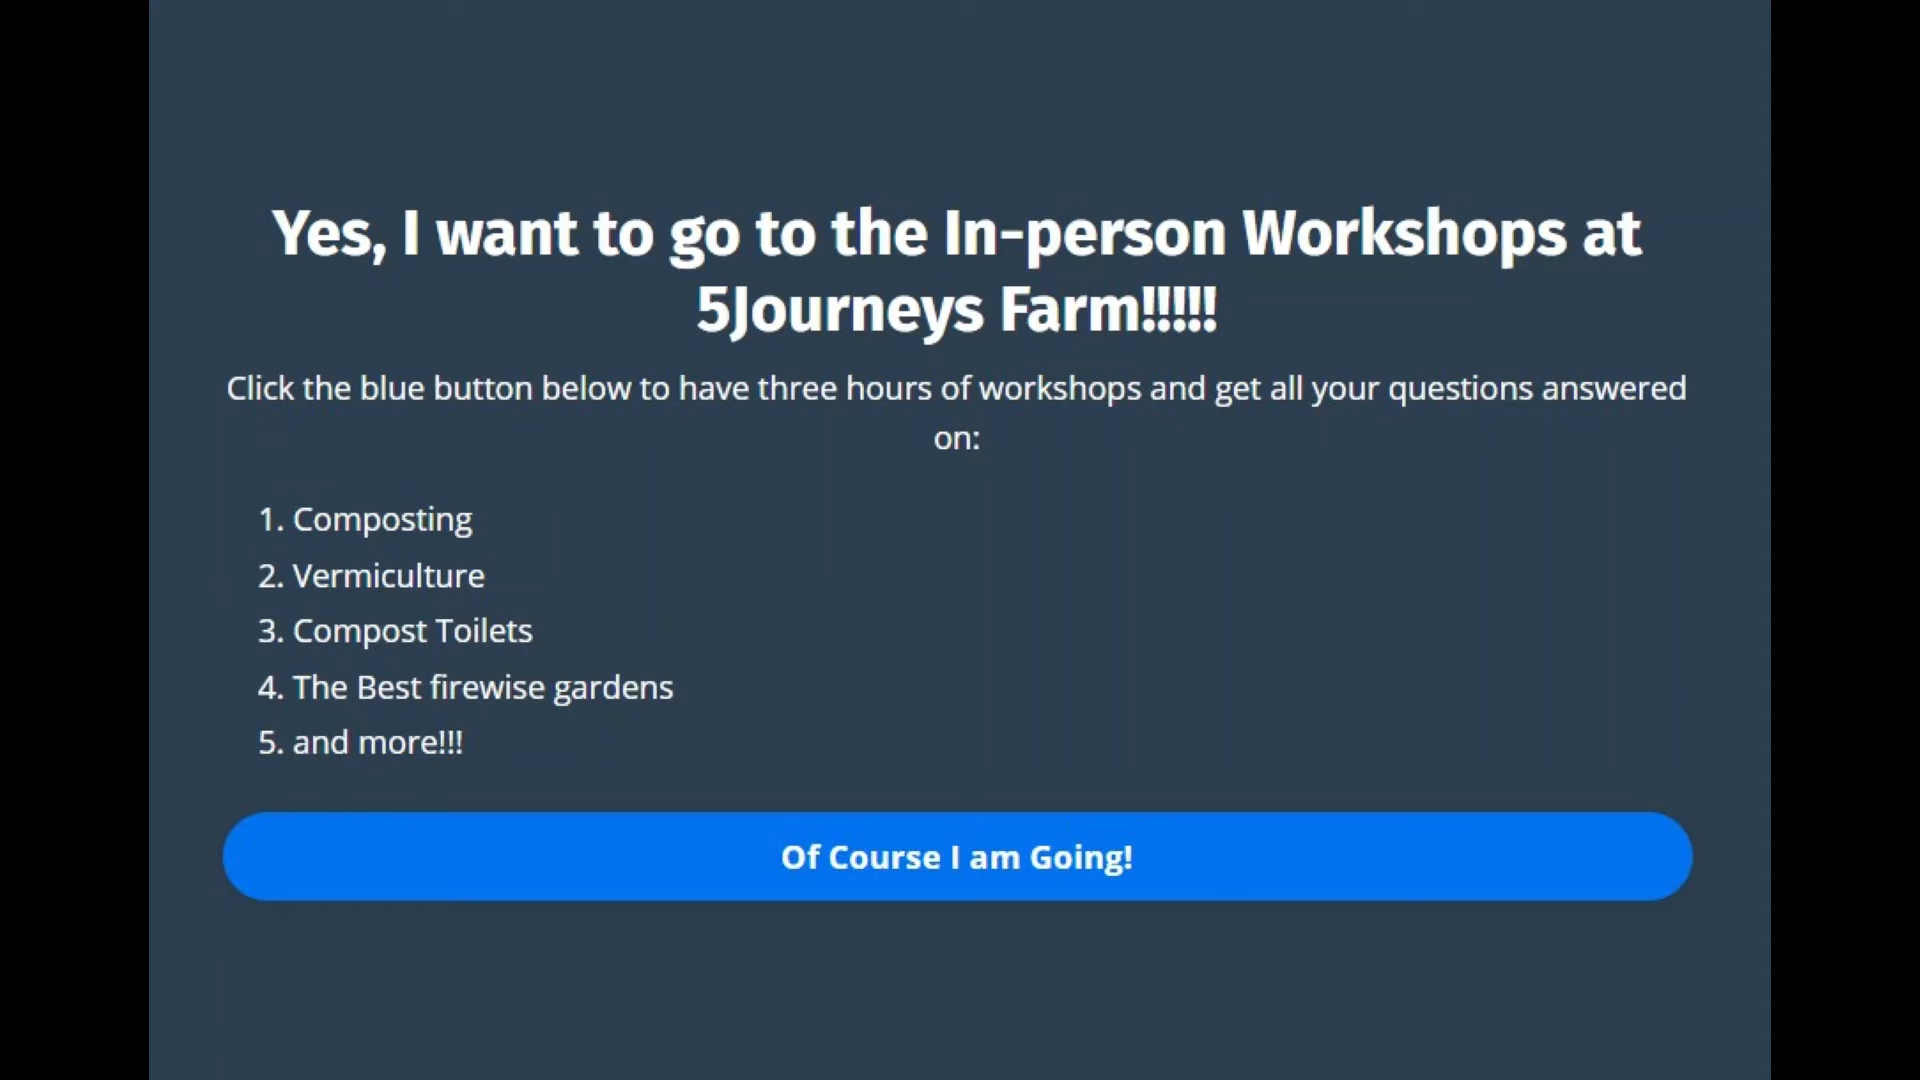 Yes, I want to go to the In-person Workshops at
5Journeys Farm!!!!!
Click the blue button below to have three hours of workshops and get all your questions answered
on:
1. Composting
2. Vermiculture
3. Compost Toilets
4. The Best firewise gardens
5. and more!!!
Of Course I am Going!